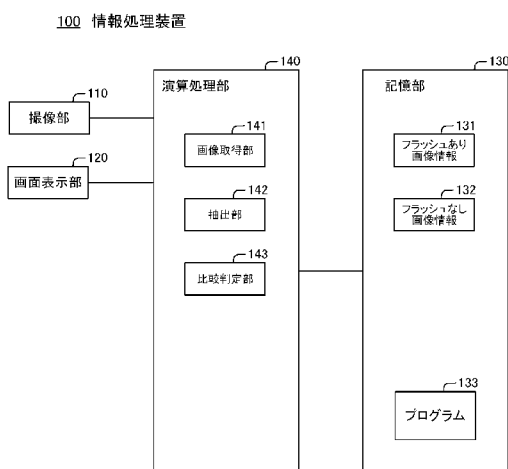 100 情報処理装置
110
撮像部
120
画面表示部
140
演算処理部
141
画像取得部
142
抽出部
143
比較判定部
130
記憶部
131
フラッシュあり
画像情報
132
フラッシュなし
画像情報
133
プログラム